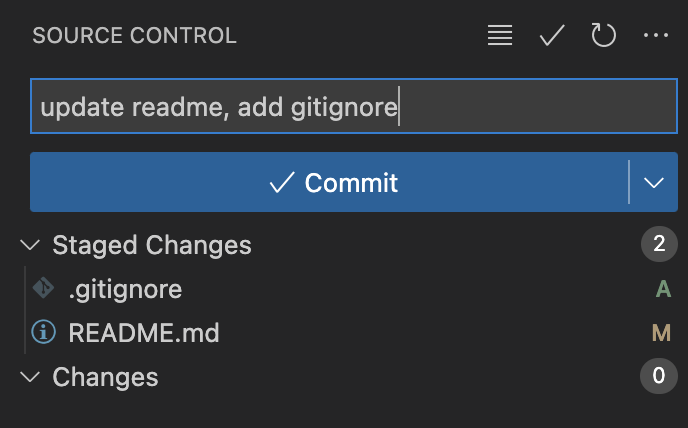 SOURCE CONTROL
update readme, add gitignore
Commit
Staged Changes 2
.gitignore A
README.md M
Changes 0